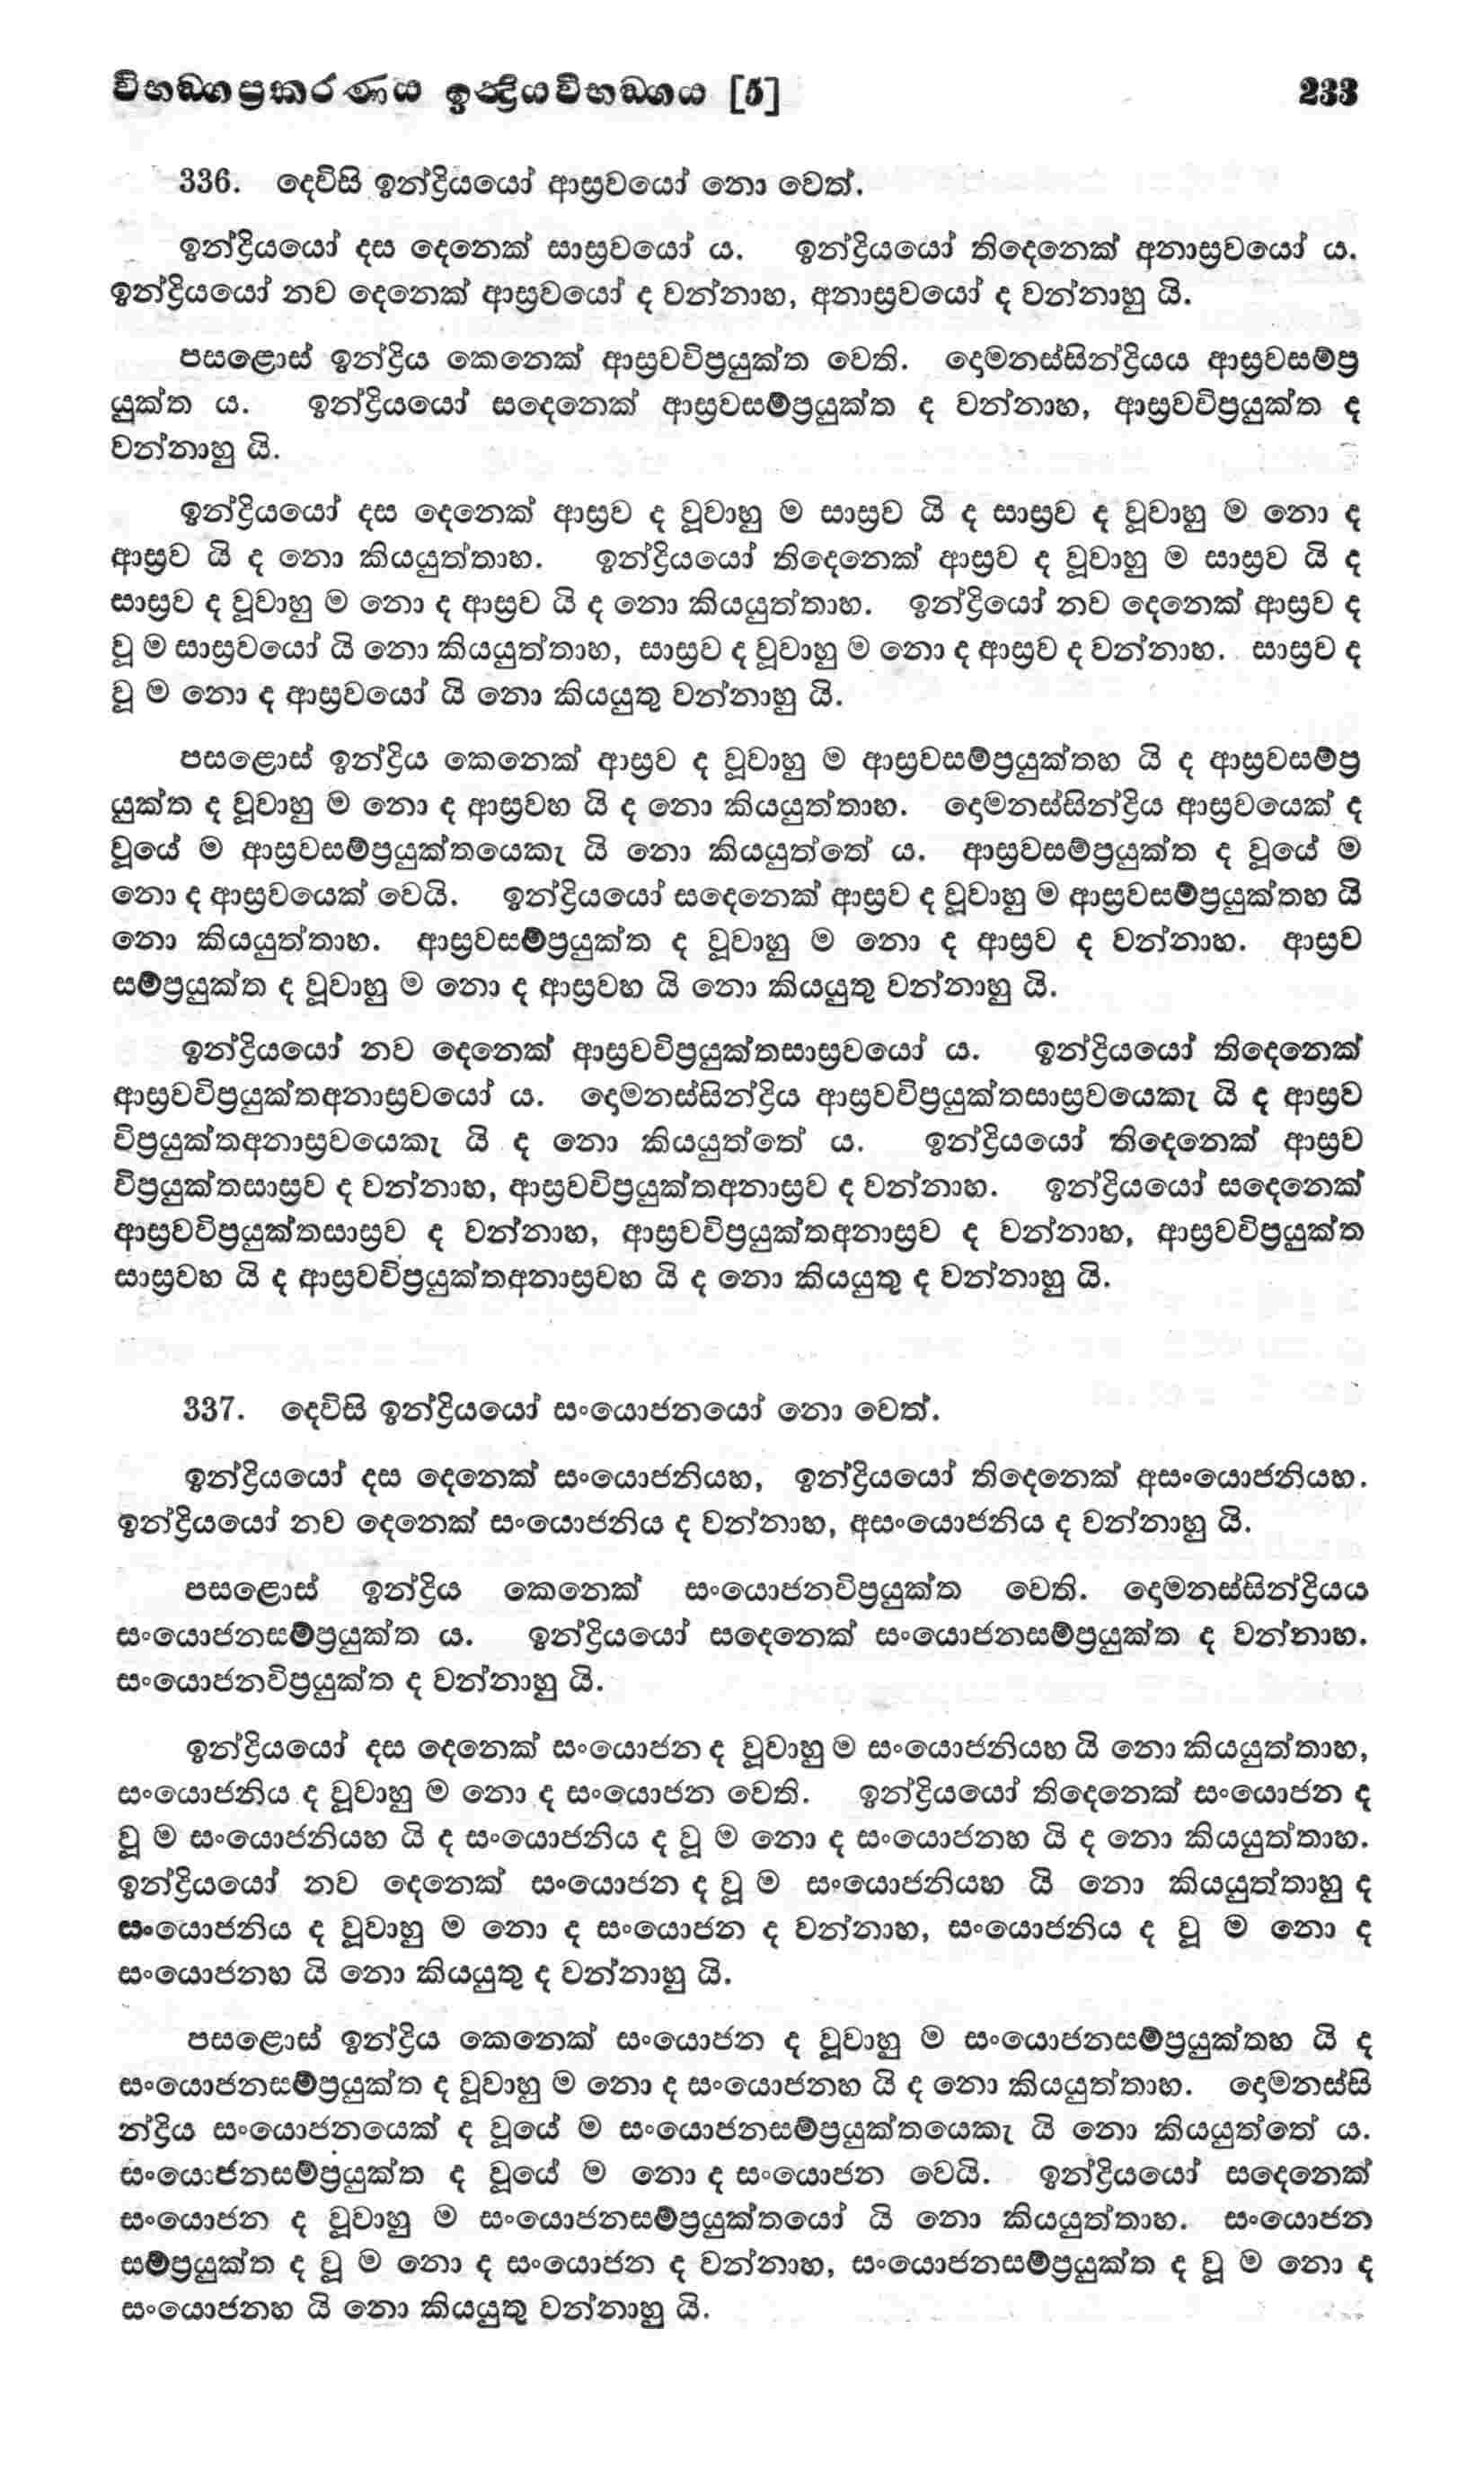 විභඞ්ගප්‍රකරණය ඉන්ද්‍රියවිභඞ්ගය [5] 233
336. දෙවිසි ඉන්ද්‍රියයෝ ආස්‍රවයෝ නො වෙත්.
ඉන්ද්‍රියයෝ දස දෙනෙක් සාස්‍රවයෝ ය. ඉන්ද්‍රියයෝ තිදෙනෙක් අනාස්‍රවයෝ ය.
ඉන්ද්‍රියයෝ නව දෙනෙක් ආස්‍රවයෝ ද වන්නාහ, අනාස්‍රවයෝ ද වන්නාහු යි.
පසළොස් ඉන්ද්‍රිය කෙනෙක් ආස්‍රවවිප්‍රයුක්ත වෙති. දොමනස්සින්ද්‍රියය ආස්‍රවසම්ප්‍ර
යුක්ත ය. ඉන්ද්‍රියයෝ සදෙනෙක් ආස්‍රවසම්ප්‍රයුක්ත ද වන්නාහ, ආස්‍රවවිප්‍රයුක්ත ද
වන්නාහු යි.
ඉන්ද්‍රියයෝ දස දෙනෙක් ආස්‍රව ද වූවාහු ම සාස්‍රව යි ද සාස්‍රව ද වූවාහු ම නො ද
ආස්‍රව යි ද නො කියයුත්තාහ. ඉන්ද්‍රියයෝ තිදෙනෙක් ආස්‍රව ද වූවාහු ම සාස්‍රව යි ද
සාස්‍රව ද වූවාහු ම නො ද ආස්‍රව යි ද නො කියයුත්තාහ. ඉන්ද්‍රියෝ නව දෙනෙක් ආස්‍රව ද
වූ ම සාස්‍රවයෝ යි නො කියයුත්තාහ, සාස්‍රව ද වූවාහු ම නො ද ආස්‍රව ද වන්නාහ. සාස්‍රව ද
වූ ම නො ද ආස්‍රවයෝ යි නො කියයුතු වන්නාහු යි.
පසළොස් ඉන්ද්‍රිය කෙනෙක් ආස්‍රව ද වූවාහු ම ආස්‍රවසම්ප්‍රයුක්තහ යි ද ආස්‍රවසම්ප්‍ර
යුක්ත ද වූවාහු ම නො ද ආස්‍රවහ යි ද නො කියයුත්තාහ. දොමනස්සින්ද්‍රිය ආස්‍රවයෙක් ද
වූයේ ම ආස්‍රවසම්ප්‍රයුක්තයෙකැ යි නො කියයුත්තේ ය. ආස්‍රවසම්ප්‍රයුක්ත ද වූයේ ම
නො ද ආස්‍රවයෙක් වෙයි. ඉන්ද්‍රියයෝ සදෙනෙක් ආස්‍රව ද වූවාහු ම ආස්‍රවසම්ප්‍රයුක්තහ යි
නො කියයුත්තාහ. ආස්‍රවසම්ප්‍රයුක්ත ද වූවාහු ම නො ද ආස්‍රව ද වන්නාහ. ආස්‍රව
සම්ප්‍රයුක්ත ද වූවාහු ම නො ද ආස්‍රවහ යි නො කියයුතු වන්නාහු යි.
ඉන්ද්‍රියයෝ නව දෙනෙක් ආස්‍රවවිප්‍රයුක්තසාස්‍රවයෝ ය. ඉන්ද්‍රියයෝ තිදෙනෙක්
ආස්‍රවවිප්‍රයුක්තඅනාස්‍රවයෝ ය. දොමනස්සින්ද්‍රිය ආස්‍රවවිප්‍රයුක්තසාස්‍රවයෙකැ යි ද ආස්‍රව
විප්‍රයුක්තඅනාස්‍රවයෙකැ යි ද නො කියයුත්තේ ය. ඉන්ද්‍රියයෝ තිදෙනෙක් ආස්‍රව
විප්‍රයුක්තසාස්‍රව ද වන්නාහ, ආස්‍රවවිප්‍රයුක්තඅනාස්‍රව ද වන්නාහ. ඉන්ද්‍රියයෝ සදෙනෙක්
ආස්‍රවවිප්‍රයුක්තසාස්‍රව ද වන්නාහ, ආස්‍රවවිප්‍රයුක්තඅනාස්‍රව ද වන්නාහ, ආස්‍රවවිප්‍රයුක්ත
සාස්‍රවහ යි ද ආස්‍රවවිප්‍රයුක්තඅනාස්‍රවහ යි ද නො කියයුතු ද වන්නාහු යි.
337. දෙවිසි ඉන්ද්‍රියයෝ සංයොජනයෝ නො වෙත්.
ඉන්ද්‍රියයෝ දස දෙනෙක් සංයොජනියහ, ඉන්ද්‍රියයෝ තිදෙනෙක් අසංයොජනියහ.
ඉන්ද්‍රියයෝ නව දෙනෙක් සංයොජනිය ද වන්නාහ, අසංයොජනිය ද වන්නාහු යි.
පසළොස් ඉන්ද්‍රිය කෙනෙක් සංයොජනවිප්‍රයුක්ත වෙති. දොමනස්සින්ද්‍රියය
සංයොජනසම්ප්‍රයුක්ත ය. ඉන්ද්‍රියයෝ සදෙනෙක් සංයොජනසම්ප්‍රයුක්ත ද වන්නාහ.
සංයොජනවිප්‍රයුක්ත ද වන්නාහු යි.
ඉන්ද්‍රියයෝ දස දෙනෙක් සංයොජන ද වූවාහු ම සංයොජනියහ යි නො කියයුත්තාහ,
සංයොජනිය ද වූවාහු ම නො ද සංයොජන වෙති. ඉන්ද්‍රියයෝ තිදෙනෙක් සංයොජන ද
වූ ම සංයොජනියහ යි ද සංයොජනිය ද වූ ම නො ද සංයොජනහ යි ද නො කියයුත්තාහ.
ඉන්ද්‍රියයෝ නව දෙනෙක් සංයොජන ද වූ ම සංයොජනියහ යි නො කියයුත්තාහු ද
සංයොජනිය ද වූවාහු ම නො ද සංයොජන ද වන්නාහ, සංයොජනිය ද වූ ම නො ද
සංයොජනහ යි නො කියයුතු ද වන්නාහු යි.
පසළොස් ඉන්ද්‍රිය කෙනෙක් සංයොජන ද වූවාහු ම සංයොජනසම්ප්‍රයුක්තහ යි ද
සංයොජනසම්ප්‍රයුක්ත ද වූවාහු ම නො ද සංයොජනහ යි ද නො කියයුත්තාහ. දොමනස්සි
න්ද්‍රිය සංයොජනයෙක් ද වූයේ ම සංයොජනසම්ප්‍රයුක්තයෙකැ යි නො කියයුත්තේ ය.
සංයොජනසම්ප්‍රයුක්ත ද වූයේ ම නො ද සංයොජන වෙයි. ඉන්ද්‍රියයෝ සදෙනෙක්
සංයොජන ද වූවාහු ම සංයොජනසම්ප්‍රයුක්තයෝ යි නො කියයුත්තාහ. සංයොජන
සම්ප්‍රයුක්ත ද වූ ම නො ද සංයොජන ද වන්නාහ, සංයොජනසම්ප්‍රයුක්ත ද වූ ම නො ද
සංයොජනහ යි නො කියයුතු වන්නාහු යි.